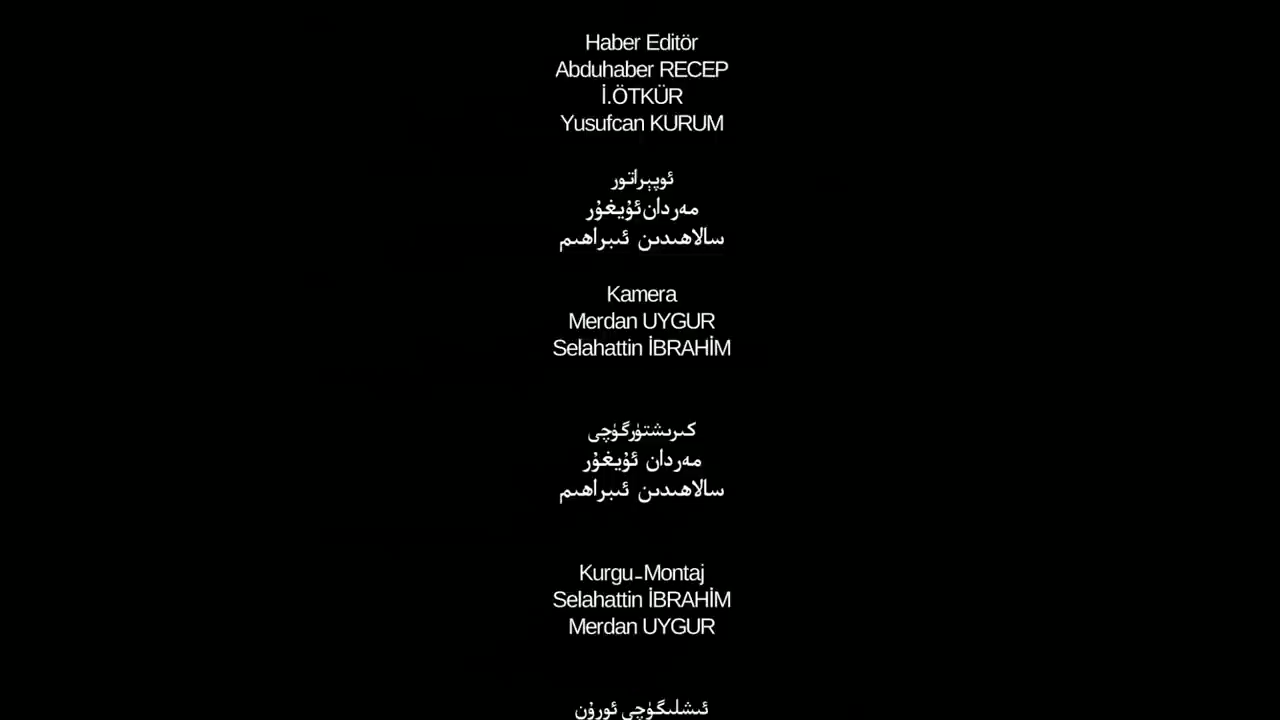 Haber Editör
Abduhaber RECEP
İ.ÖTKÜR
Yusufcan KURUM
ئوپېراتور
مەردان ئۇيغۇر
سالاھىدىن ئىبراھىم
Kamera
Merdan UYGUR
Selahattin İBRAHİM
كىرىشتۈرگۈچى
مەردان ئۇيغۇر
سالاھىدىن ئىبراھىم
Kurgu-Montaj
Selahattin İBRAHİM
Merdan UYGUR
ئىشلىگۈچى ئورۇن